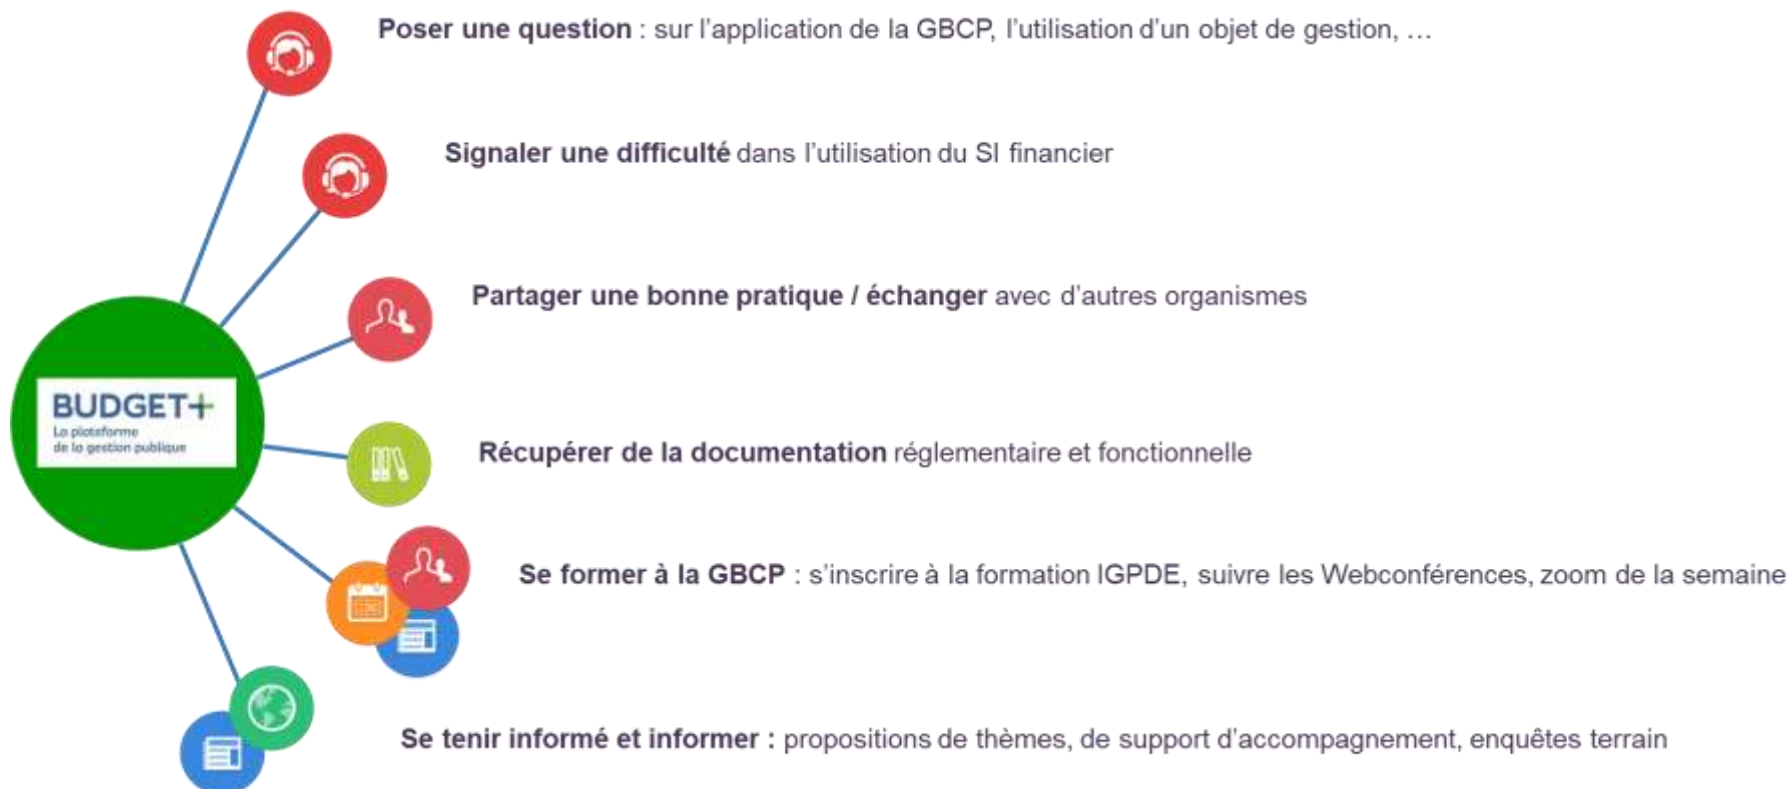 Poser une question : sur l'application de la GBCP, l'utilisation d'un objet de gestion, …
Signaler une difficulté dans l'utilisation du SI financier
Partager une bonne pratique / échanger avec d'autres organismes
BUDGET+
La plateforme
de la gestion publique
Récupérer de la documentation réglementaire et fonctionnelle
Se former à la GBCP : s'inscrire à la formation IGPDE, suivre les Webconférences, zoom de la semaine
Se tenir informé et informer : propositions de thèmes, de support d'accompagnement, enquêtes terrain